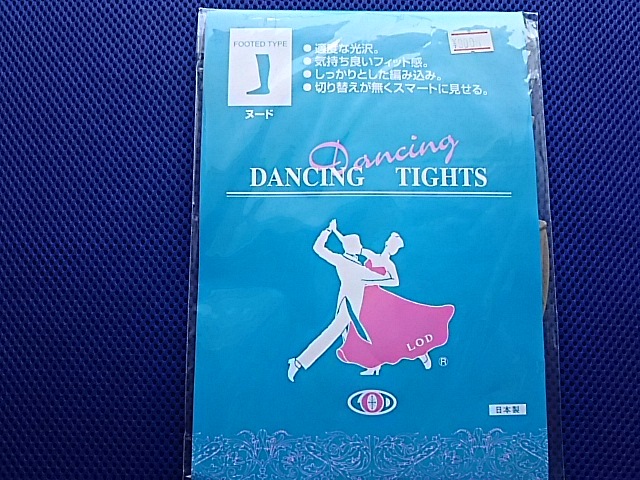 FOOTED TYPE
ヌード
● 適度な光沢。
● 気持ち良いフィット感。
● しっかりとした編み込み。
● 切り替えが無くスマートに見せる。
Dancing
DANCING TIGHTS
LOD
®
LOD
日本製